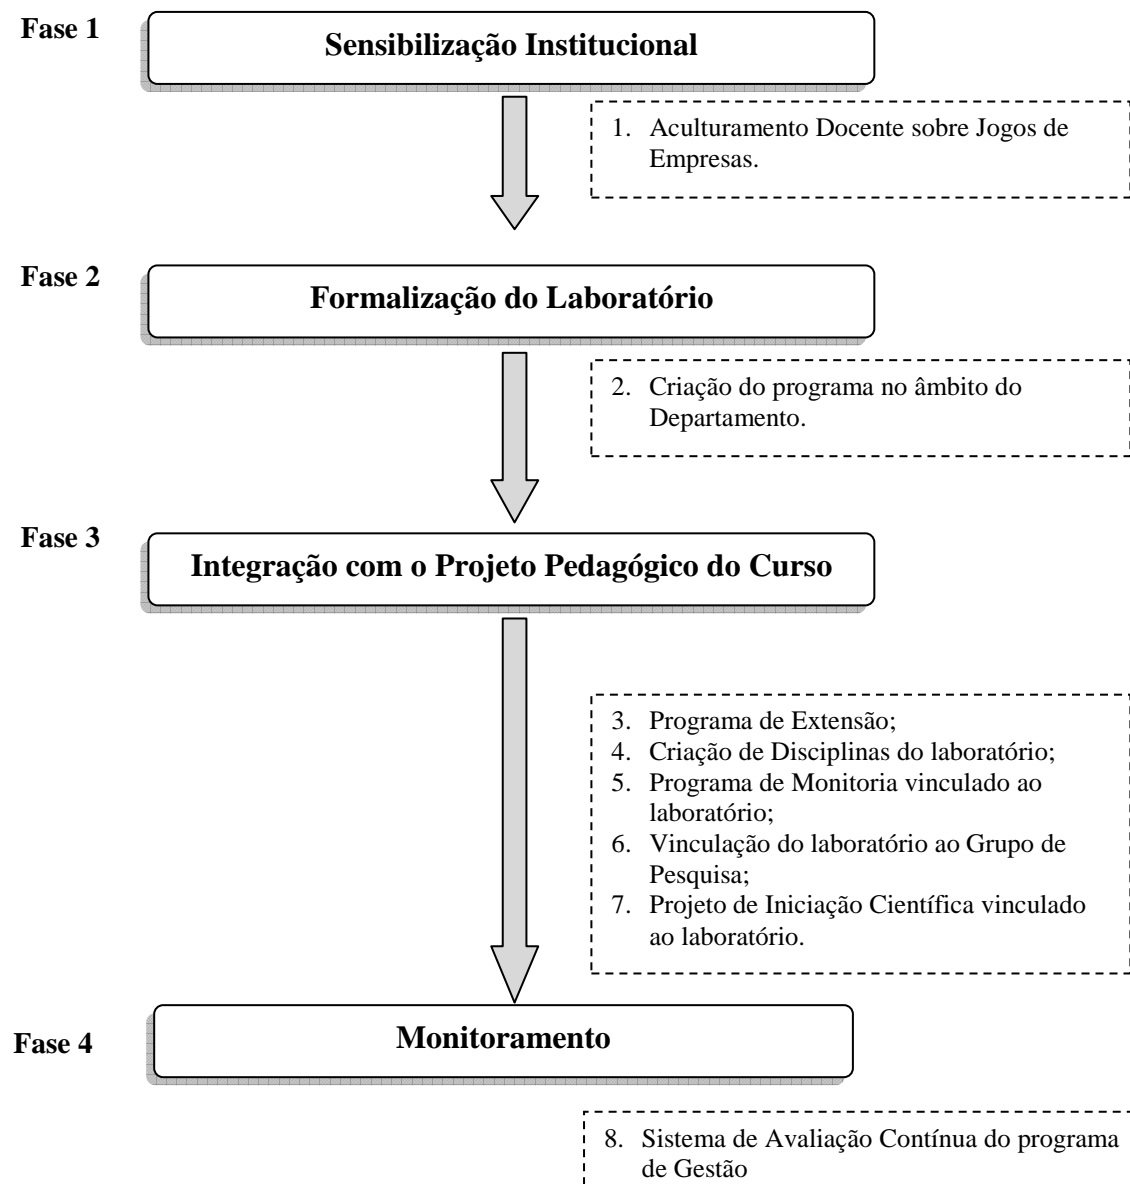 Fase 1
Sensibilização Institucional
1. Aculturamento Docente sobre Jogos de
Empresas.
Fase 2
Formalização do Laboratório
2. Criação do programa no âmbito do
Departamento.
Fase 3
Integração com o Projeto Pedagógico do Curso
3. Programa de Extensão;
4. Criação de Disciplinas do laboratório;
5. Programa de Monitoria vinculado ao
laboratório;
6. Vinculação do laboratório ao Grupo de
Pesquisa;
7. Projeto de Iniciação Científica vinculado
ao laboratório.
Fase 4
Monitoramento
8. Sistema de Avaliação Contínua do programa
de Gestão